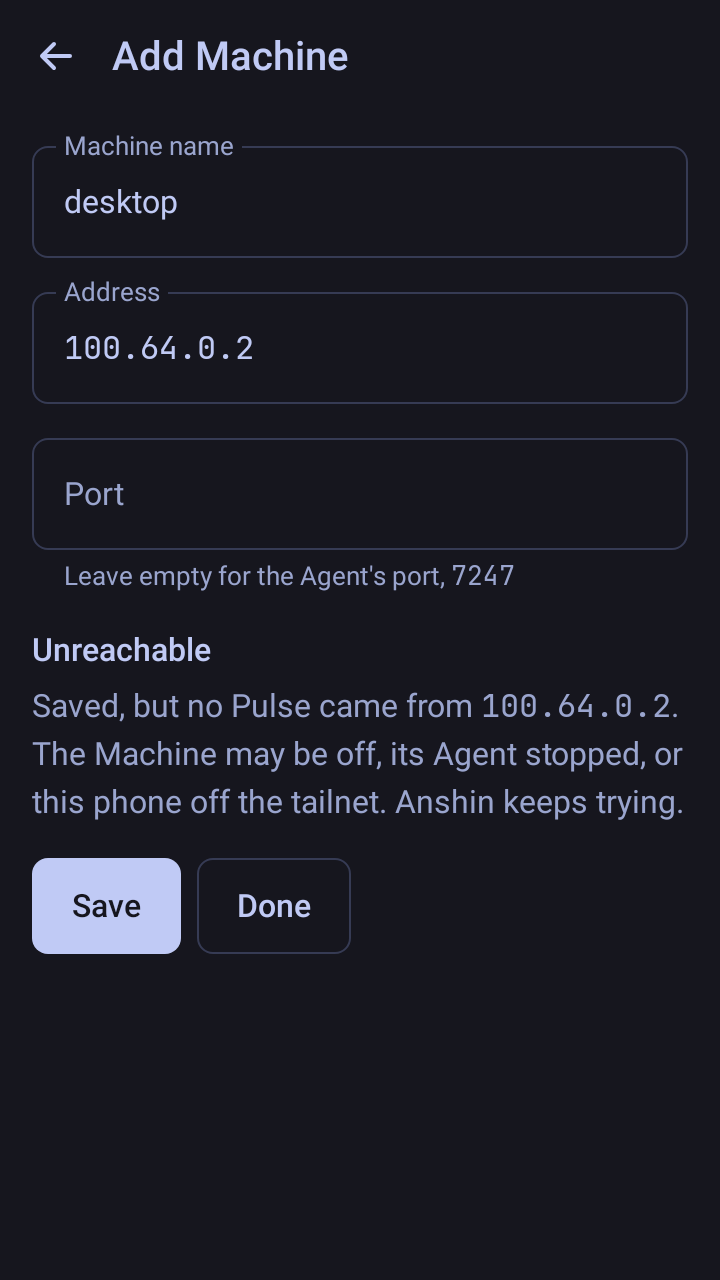 Add Machine
Machine name
desktop
Address
100.64.0.2
Port
Leave empty for the Agent's port, 7247
Unreachable
Saved, but no Pulse came from 100.64.0.2.
The Machine may be off, its Agent stopped, or
this phone off the tailnet. Anshin keeps trying.
Save
Done